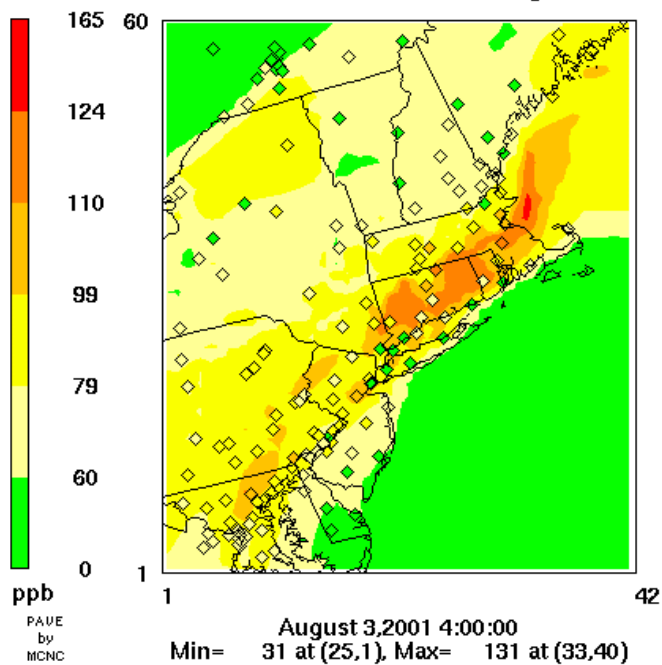 165
124
110
99
79
60
0
ppb
PAVE
by
MCNC
60
1
1
42
August 3,2001 4:00:00
Min= 31 at (25,1), Max= 131 at (33,40)